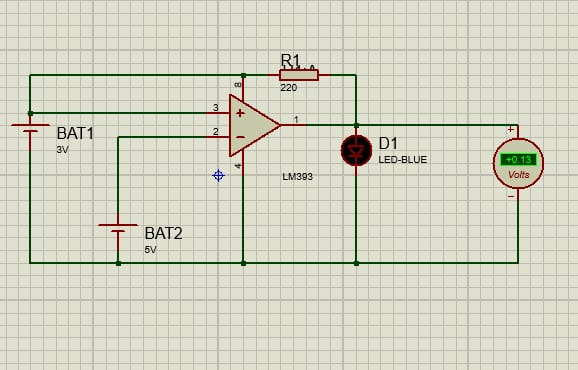 R1
220
8
3
+
1
2
−
4
LM393
BAT1
3V
BAT2
5V
D1
LED-BLUE
+
+0.13
Volts
−